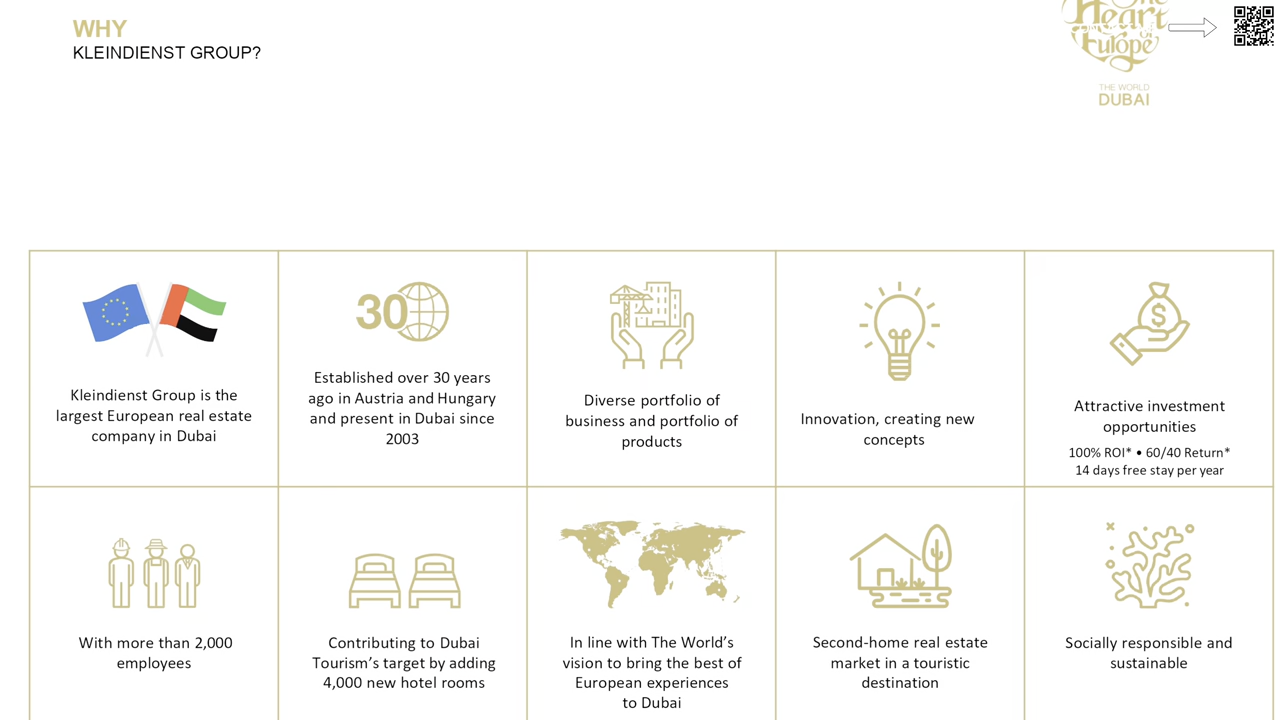 WHY
KLEINDIENST GROUP?
The
Heart
of
Europe
THE WORLD
DUBAI
Kleindienst Group is the
largest European real estate
company in Dubai
30
Established over 30 years
ago in Austria and Hungary
and present in Dubai since
2003
Diverse portfolio of
business and portfolio of
products
Innovation, creating new
concepts
$
Attractive investment
opportunities
100% ROI* • 60/40 Return*
14 days free stay per year
With more than 2,000
employees
Contributing to Dubai
Tourism’s target by adding
4,000 new hotel rooms
In line with The World’s
vision to bring the best of
European experiences
to Dubai
Second-home real estate
market in a touristic
destination
Socially responsible and
sustainable